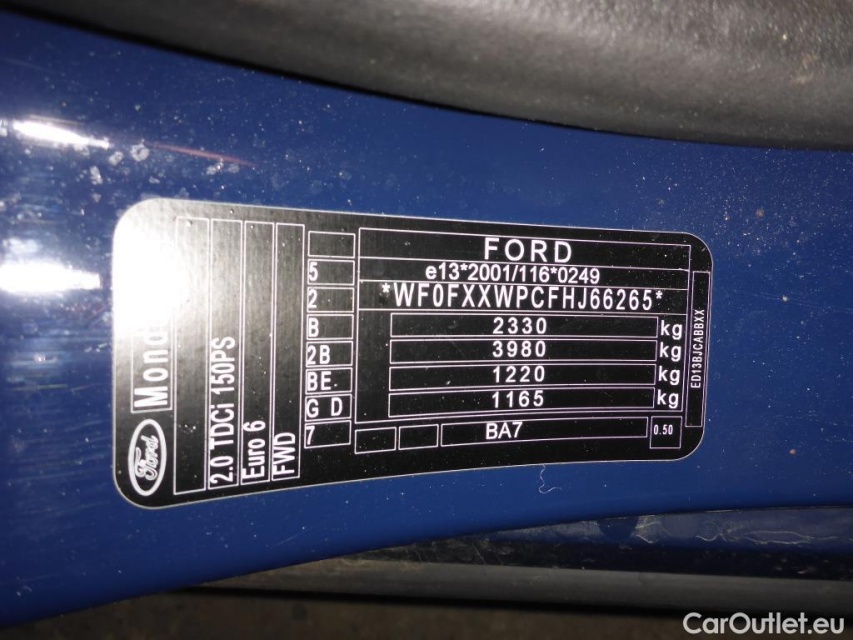 FORD
e13*2001/116*0249
*WF0FXXWPCFHJ66265*
2330 kg
3980 kg
1220 kg
1165 kg
BA7
0.50
ED13BJCABBXX
5
2
B
2B
BE
G D
7
2.0 TDCi 150PS
Euro 6
FWD
Ford
CarOutlet.eu